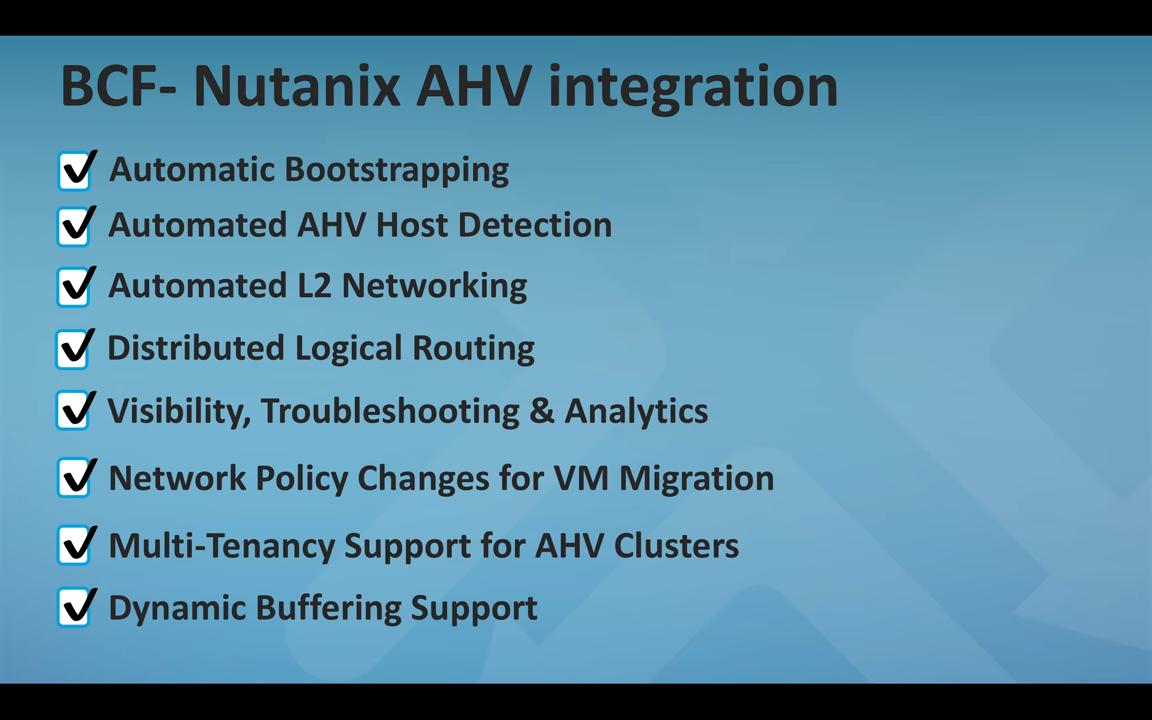 BCF- Nutanix AHV integration
Automatic Bootstrapping
Automated AHV Host Detection
Automated L2 Networking
Distributed Logical Routing
Visibility, Troubleshooting & Analytics
Network Policy Changes for VM Migration
Multi-Tenancy Support for AHV Clusters
Dynamic Buffering Support